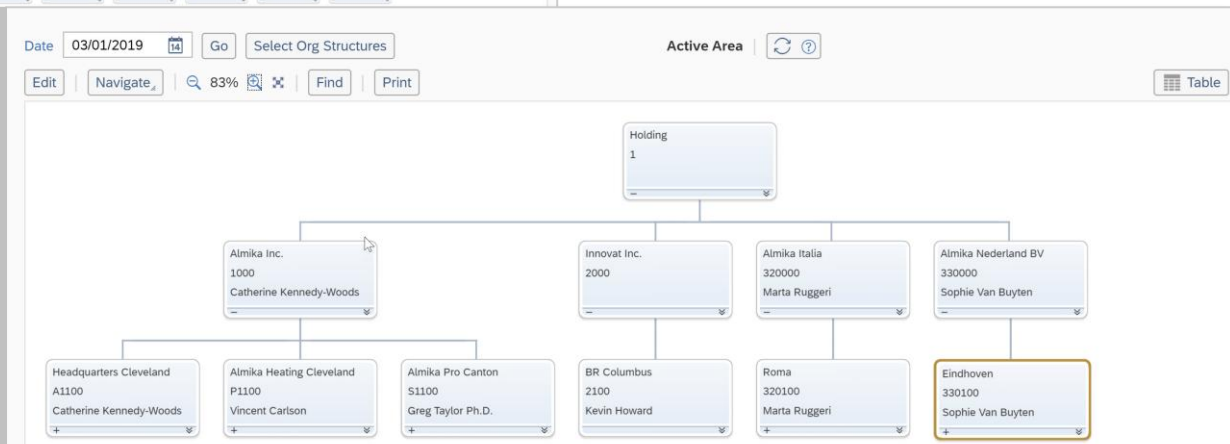 Date 03/01/2019 14 Go Select Org Structures Active Area
Edit Navigate 83% Find Print Table
Holding
1
Almika Inc.
1000
Catherine Kennedy-Woods
Innovat Inc.
2000
Almika Italia
320000
Marta Ruggeri
Almika Nederland BV
330000
Sophie Van Buyten
Headquarters Cleveland
A1100
Catherine Kennedy-Woods
Almika Heating Cleveland
P1100
Vincent Carlson
Almika Pro Canton
S1100
Greg Taylor Ph.D.
BR Columbus
2100
Kevin Howard
Roma
320100
Marta Ruggeri
Eindhoven
330100
Sophie Van Buyten